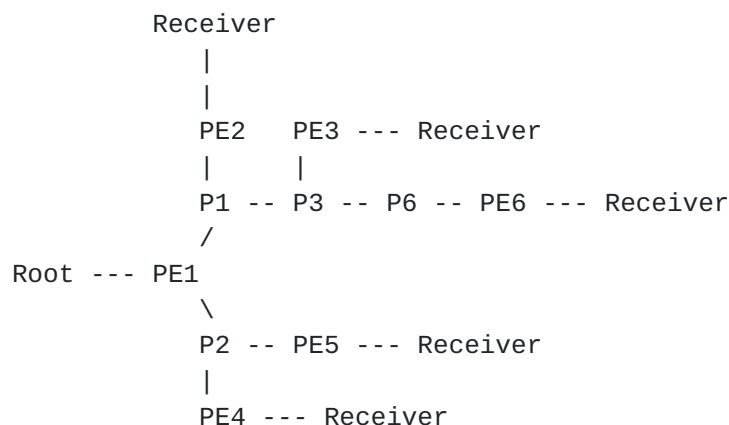 Receiver
|
|
PE2 PE3 --- Receiver
| |
P1 -- P3 -- P6 -- PE6 --- Receiver
/
Root --- PE1
\
P2 -- PE5 --- Receiver
|
PE4 --- Receiver